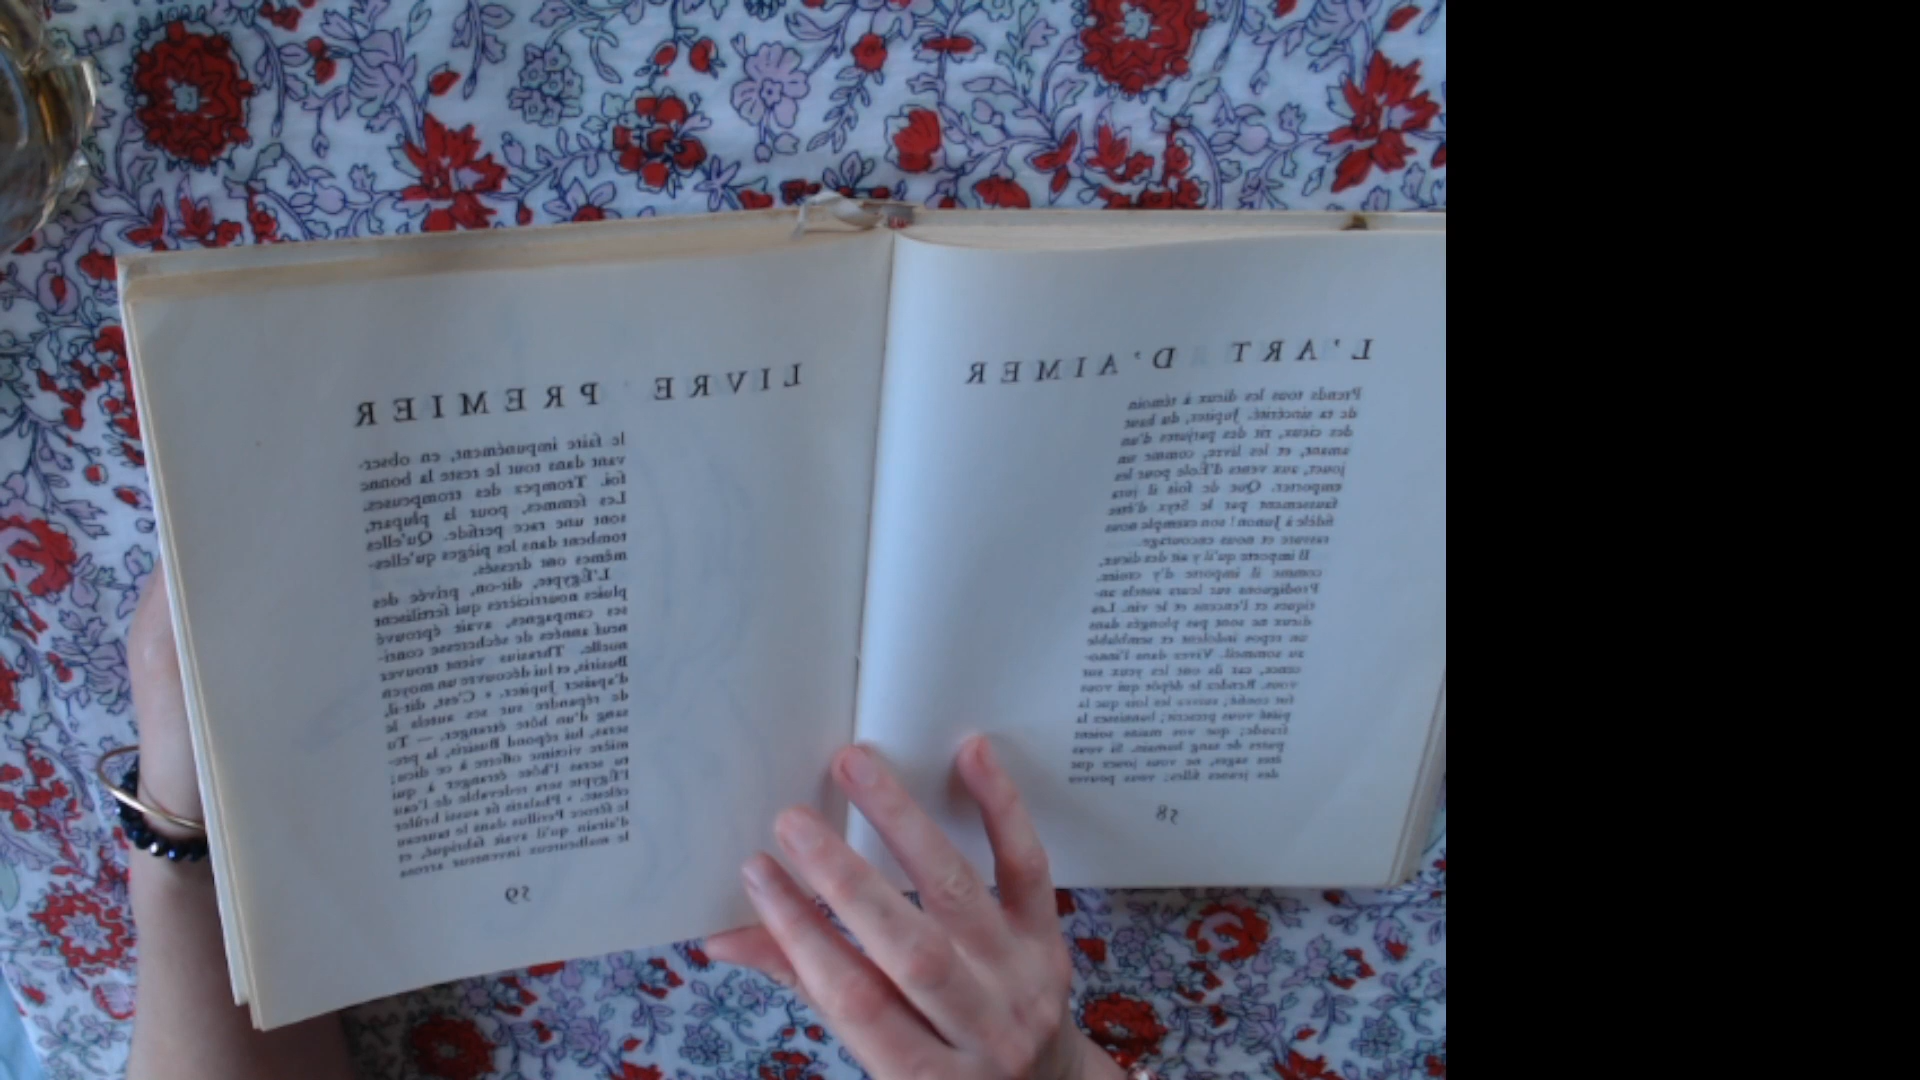 L'ART D'AIMER
Prends tous les dieux à témoin
de ta sincérité. Jupiter, du haut
des cieux, rit des parjures d'un
amant, et les livre, comme un
jouet, aux vents d'Éole pour les
emporter. Que de fois il jura
faussement par le Styx d'être
fidèle à Junon ! son exemple nous
rassure et nous encourage.
Il importe qu'il y ait des dieux,
comme il importe d'y croire.
Prodiguons sur leurs autels an-
tiques et l'encens et le vin. Les
dieux ne sont pas plongés dans
un repos indolent et semblable
au sommeil. Vivez dans l'inno-
cence, car ils ont les yeux sur
vous. Rendez le dépôt qui vous
fut confié; suivez les lois que la
piété vous prescrit; bannissez la
fraude; que vos mains soient
pures de sang humain. Si vous
êtes sages, ne vous jouez que
des jeunes filles; vous pouvez
58
LIVRE PREMIER
le faire impunément, en obser-
vant dans tout le reste la bonne
foi. Trompez des trompeuses.
Les femmes, pour la plupart,
sont une race perfide. Qu'elles
tombent dans les pièges qu'elles-
mêmes ont dressés.
L'Égypte, dit-on, privée des
pluies nourricières qui fertilisent
ses campagnes, avait éprouvé
neuf années de sécheresse conti-
nuelle. Thrasius vient trouver
Busiris, et lui découvre un moyen
d'apaiser Jupiter. « C'est, dit-il,
de répandre sur ses autels le
sang d'un hôte étranger. — Tu
seras, lui répond Busiris, la pre-
mière victime offerte à ce dieu;
tu seras l'hôte étranger à qui
l'Égypte sera redevable de l'eau
céleste. » Phalaris fit aussi brûler
le féroce Perillus dans le taureau
d'airain qu'il avait fabriqué, et
le malheureux inventeur arrosa
59